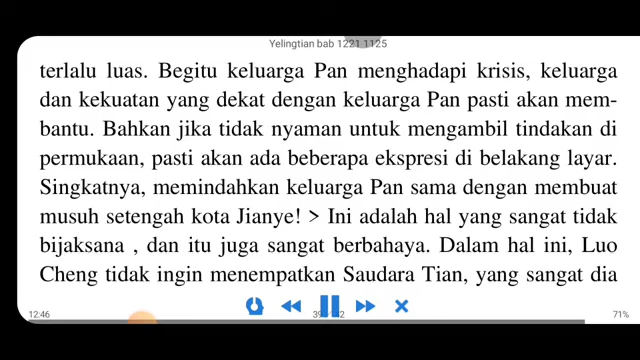 Yelingtian bab 1221 1125
terlalu luas. Begitu keluarga Pan menghadapi krisis, keluarga
dan kekuatan yang dekat dengan keluarga Pan pasti akan mem-
bantu. Bahkan jika tidak nyaman untuk mengambil tindakan di
permukaan, pasti akan ada beberapa ekspresi di belakang layar.
Singkatnya, memindahkan keluarga Pan sama dengan membuat
musuh setengah kota Jianye! > Ini adalah hal yang sangat tidak
bijaksana , dan itu juga sangat berbahaya. Dalam hal ini, Luo
Cheng tidak ingin menempatkan Saudara Tian, yang sangat dia
12:46
71%